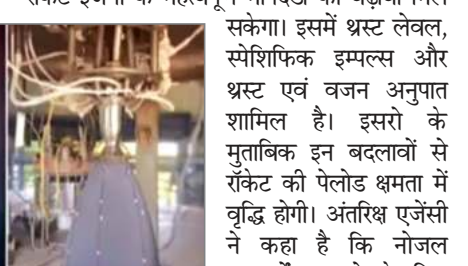 सकेगा। इसमें थ्रस्ट लेवल,
स्पेशिफिक इम्पल्स और
थ्रस्ट एवं वजन अनुपात
शामिल है। इसरो के
मुताबिक इन बदलावों से
रॉकेट की पेलोड क्षमता में
वृद्धि होगी। अंतरिक्ष एजेंसी
ने कहा है कि नोजल